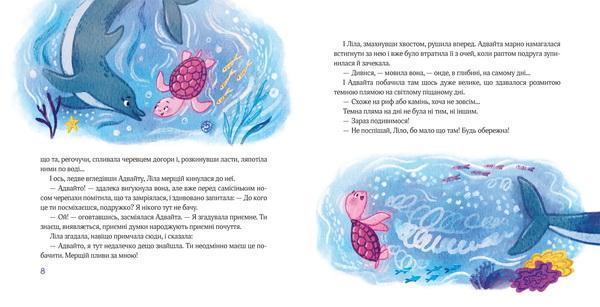 що та, регочучи, спливала черевцем догори і, розкинувши ласти, ляпотіла
ними по воді...
І ось, ледве вгледівши Адвайту, Ліла мерщій кинулася до неї.
— Адвайто! — здалека вигукнула вона, але вже перед самісіньким но-
сом черепахи помітила, що та замріялася, і здивовано запитала: — До кого
це ти посміхаєшся, подружко? Я нікого тут не бачу.
— Ой! — оговтавшись, засміялася Адвайта. — Я згадувала приємне. Ти
знаєш, виявляється, приємні думки народжують приємні почуття.
Ліла згадала, навіщо припливла сюди, і сказала:
— Адвайто, я тут недалечко дещо знайшла. Ти неодмінно маєш це по-
бачити. Мерщій пливи за мною!
8
І Ліла, змахнувши хвостом, рушила вперед. Адвайта марно намагалася
встигнути за нею і вже було втратила її з очей, коли раптом подруга зупи-
нилася й зачекала.
— Дивися, — мовила вона, — онде, в глибині, на самому дні...
І Адвайта побачила там щось дуже велике, що здавалося розмитою
темною плямою на світлому піщаному дні.
— Схоже на риф або камінь, хоча не зовсім...
Темна пляма на дні не була ні тим, ні іншим.
— Зараз подивимося!
— Не поспішай, Ліло, бо мало що там! Будь обережна!